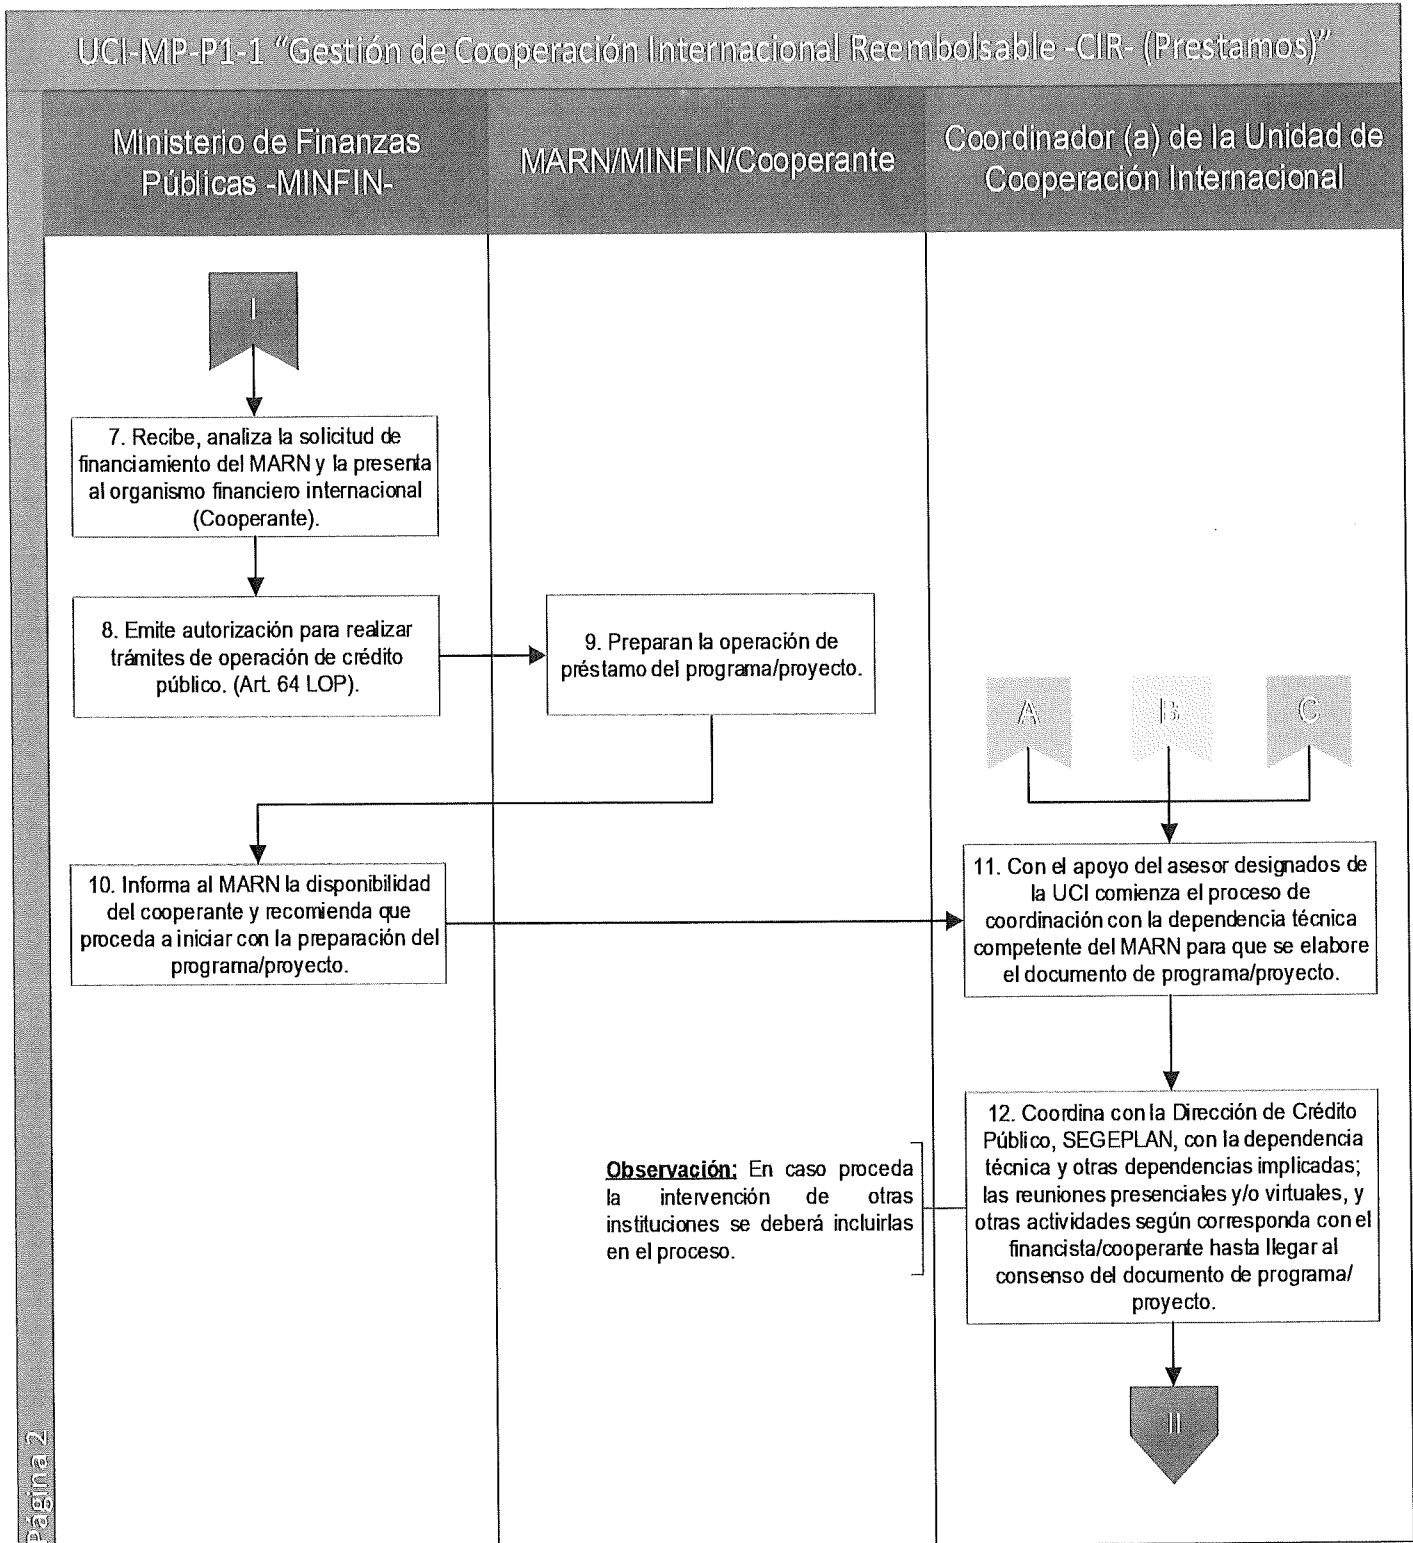 UCI-MP-P1-1 “Gestión de Cooperación Internacional Reembolsable -CIR- (Prestamos)”
Ministerio de Finanzas
Públicas -MINFIN-
MARN/MINFIN/Cooperante
Coordinador (a) de la Unidad de
Cooperación Internacional
I
7. Recibe, analiza la solicitud de
financiamiento del MARN y la presenta
al organismo financiero internacional
(Cooperante).
8. Emite autorización para realizar
trámites de operación de crédito
público. (Art. 64 LOP).
9. Preparan la operación de
préstamo del programa/proyecto.
A
B
C
10. Informa al MARN la disponibilidad
del cooperante y recomienda que
proceda a iniciar con la preparación del
programa/proyecto.
11. Con el apoyo del asesor designados de
la UCI comienza el proceso de
coordinación con la dependencia técnica
competente del MARN para que se elabore
el documento de programa/proyecto.
12. Coordina con la Dirección de Crédito
Público, SEGEPLAN, con la dependencia
técnica y otras dependencias implicadas;
las reuniones presenciales y/o virtuales, y
otras actividades según corresponda con el
financista/cooperante hasta llegar al
consenso del documento de programa/
proyecto.
Observación: En caso proceda
la intervención de otras
instituciones se deberá incluirlas
en el proceso.
II
Página 2